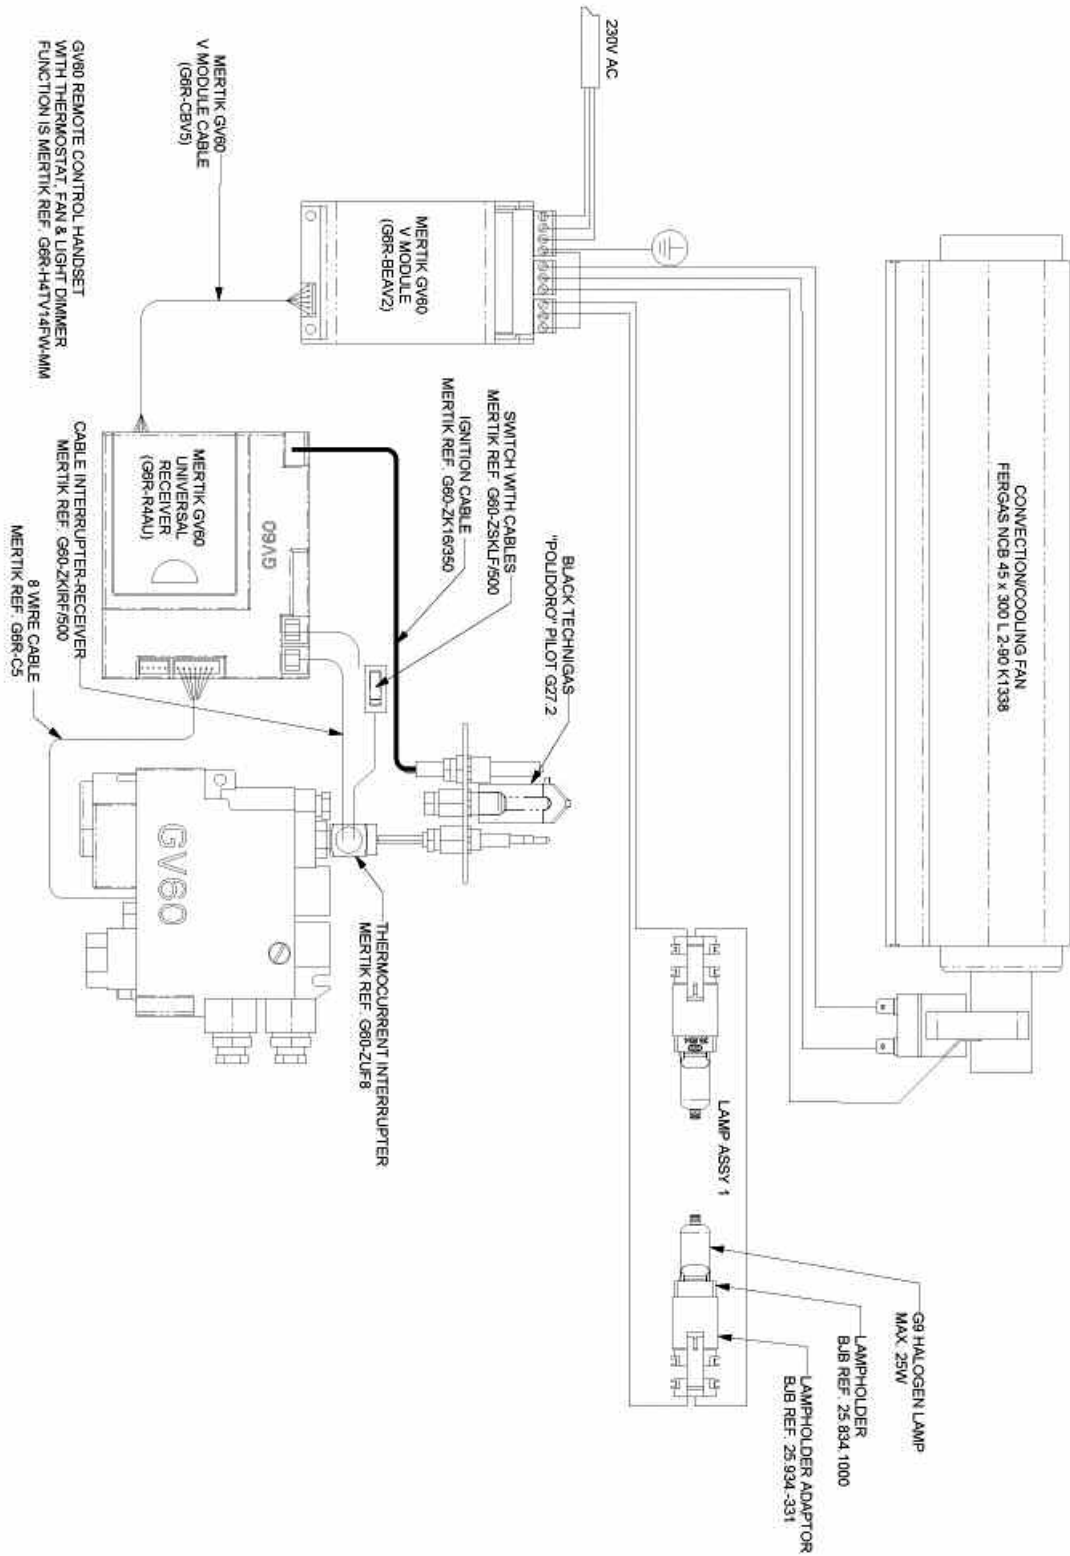 230V AC
CONVECTION/COOLING FAN
FERGAS NCB 45 x 300 L 2-90 K1338
MERTIK GV60
V MODULE
(G6R-BEAV2)
MERTIK GV60
V MODULE CABLE
(G6R-CBV5)
GV60 REMOTE CONTROL HANDSET
WITH THERMOSTAT, FAN & LIGHT DIMMER
FUNCTION IS MERTIK REF. G6R-H4TV14FW-MM
SWITCH WITH CABLES
MERTIK REF. G60-ZSKLF/500
IGNITION CABLE
MERTIK REF. G60-ZK16/350
BLACK TECHNIGAS
"POLIDORO" PILOT G27.2
MERTIK GV60
UNIVERSAL
RECEIVER
(G6R-R4AU)
GV60
CABLE INTERRUPTER-RECEIVER
MERTIK REF. G60-ZKIRF/500
8 WIRE CABLE
MERTIK REF. G6R-C5
GV60
THERMOCURRENT INTERRUPTER
MERTIK REF. G60-ZUF8
LAMP ASSY 1
G9 HALOGEN LAMP
MAX. 25W
LAMPHOLDER
BJB REF. 25.834.1000
LAMPHOLDER ADAPTOR
BJB REF. 25.934.-331